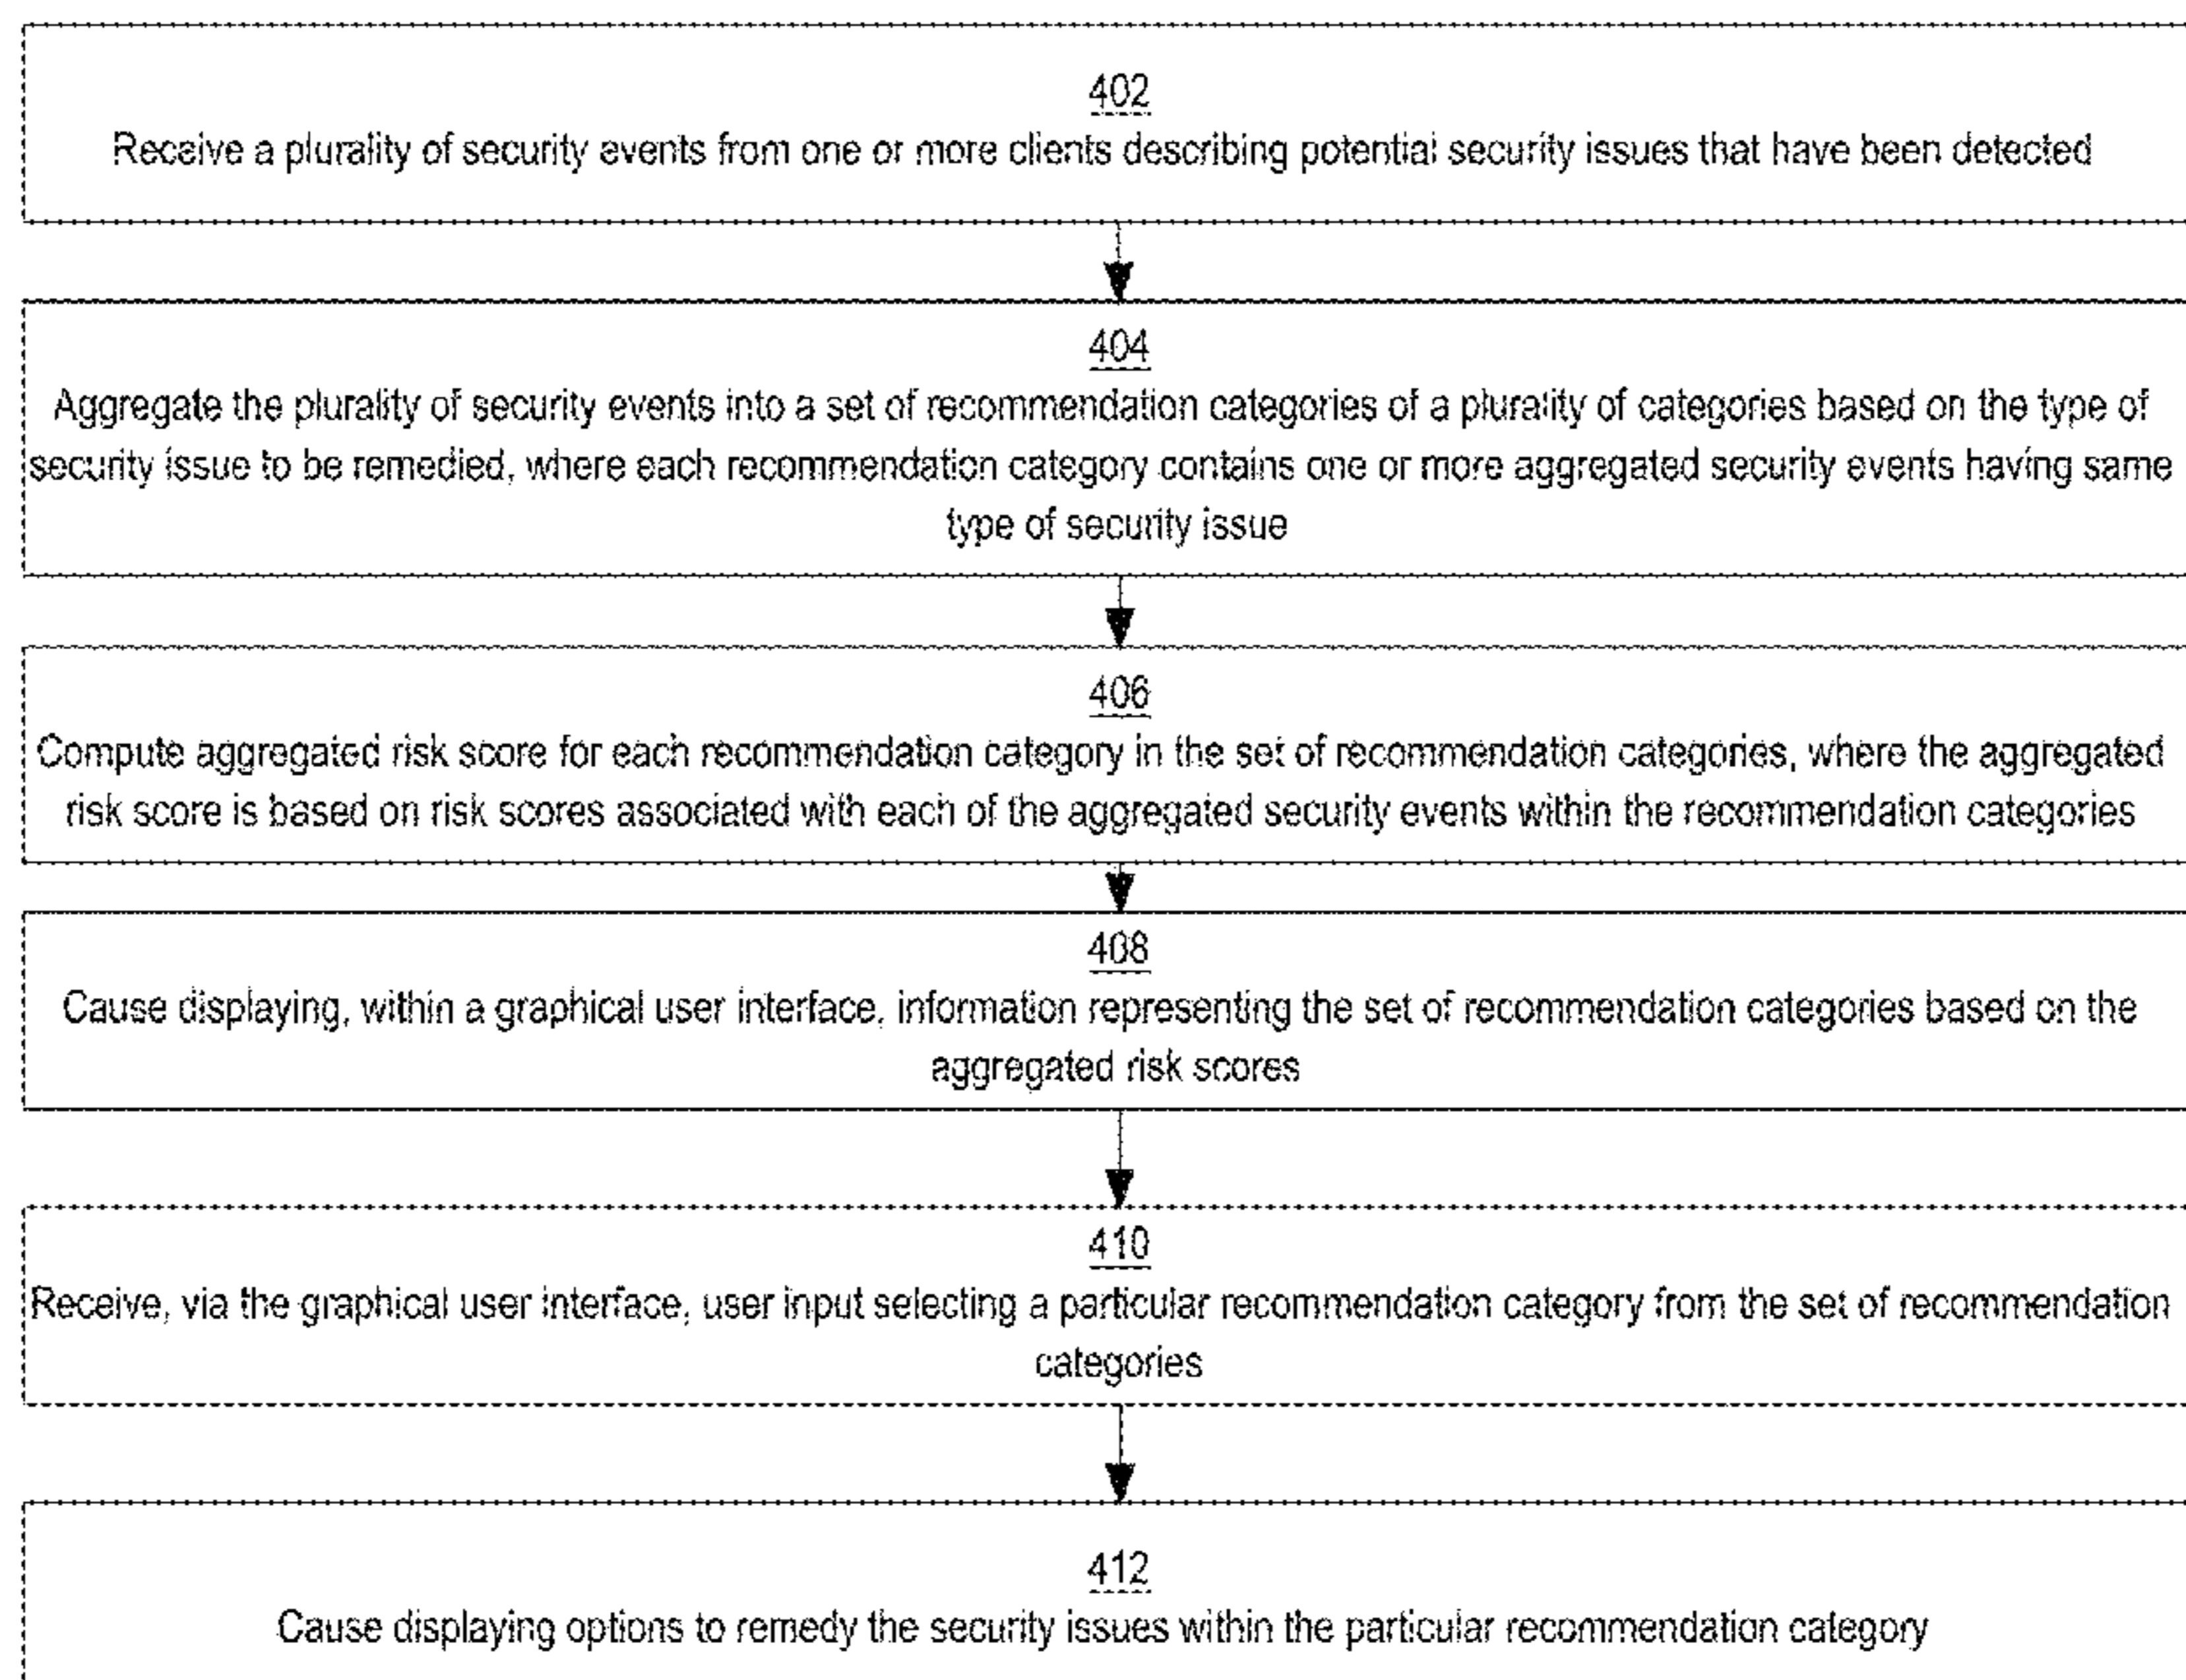 402
Receive a plurality of security events from one or more clients describing potential security issues that have been detected
404
Aggregate the plurality of security events into a set of recommendation categories of a plurality of categories based on the type of
security issue to be remedied, where each recommendation category contains one or more aggregated security events having same
type of security issue
406
Compute aggregated risk score for each recommendation category in the set of recommendation categories, where the aggregated
risk score is based on risk scores associated with each of the aggregated security events within the recommendation categories
408
Cause displaying, within a graphical user interface, information representing the set of recommendation categories based on the
aggregated risk scores
410
Receive, via the graphical user interface, user input selecting a particular recommendation category from the set of recommendation
categories
412
Cause displaying options to remedy the security issues within the particular recommendation category